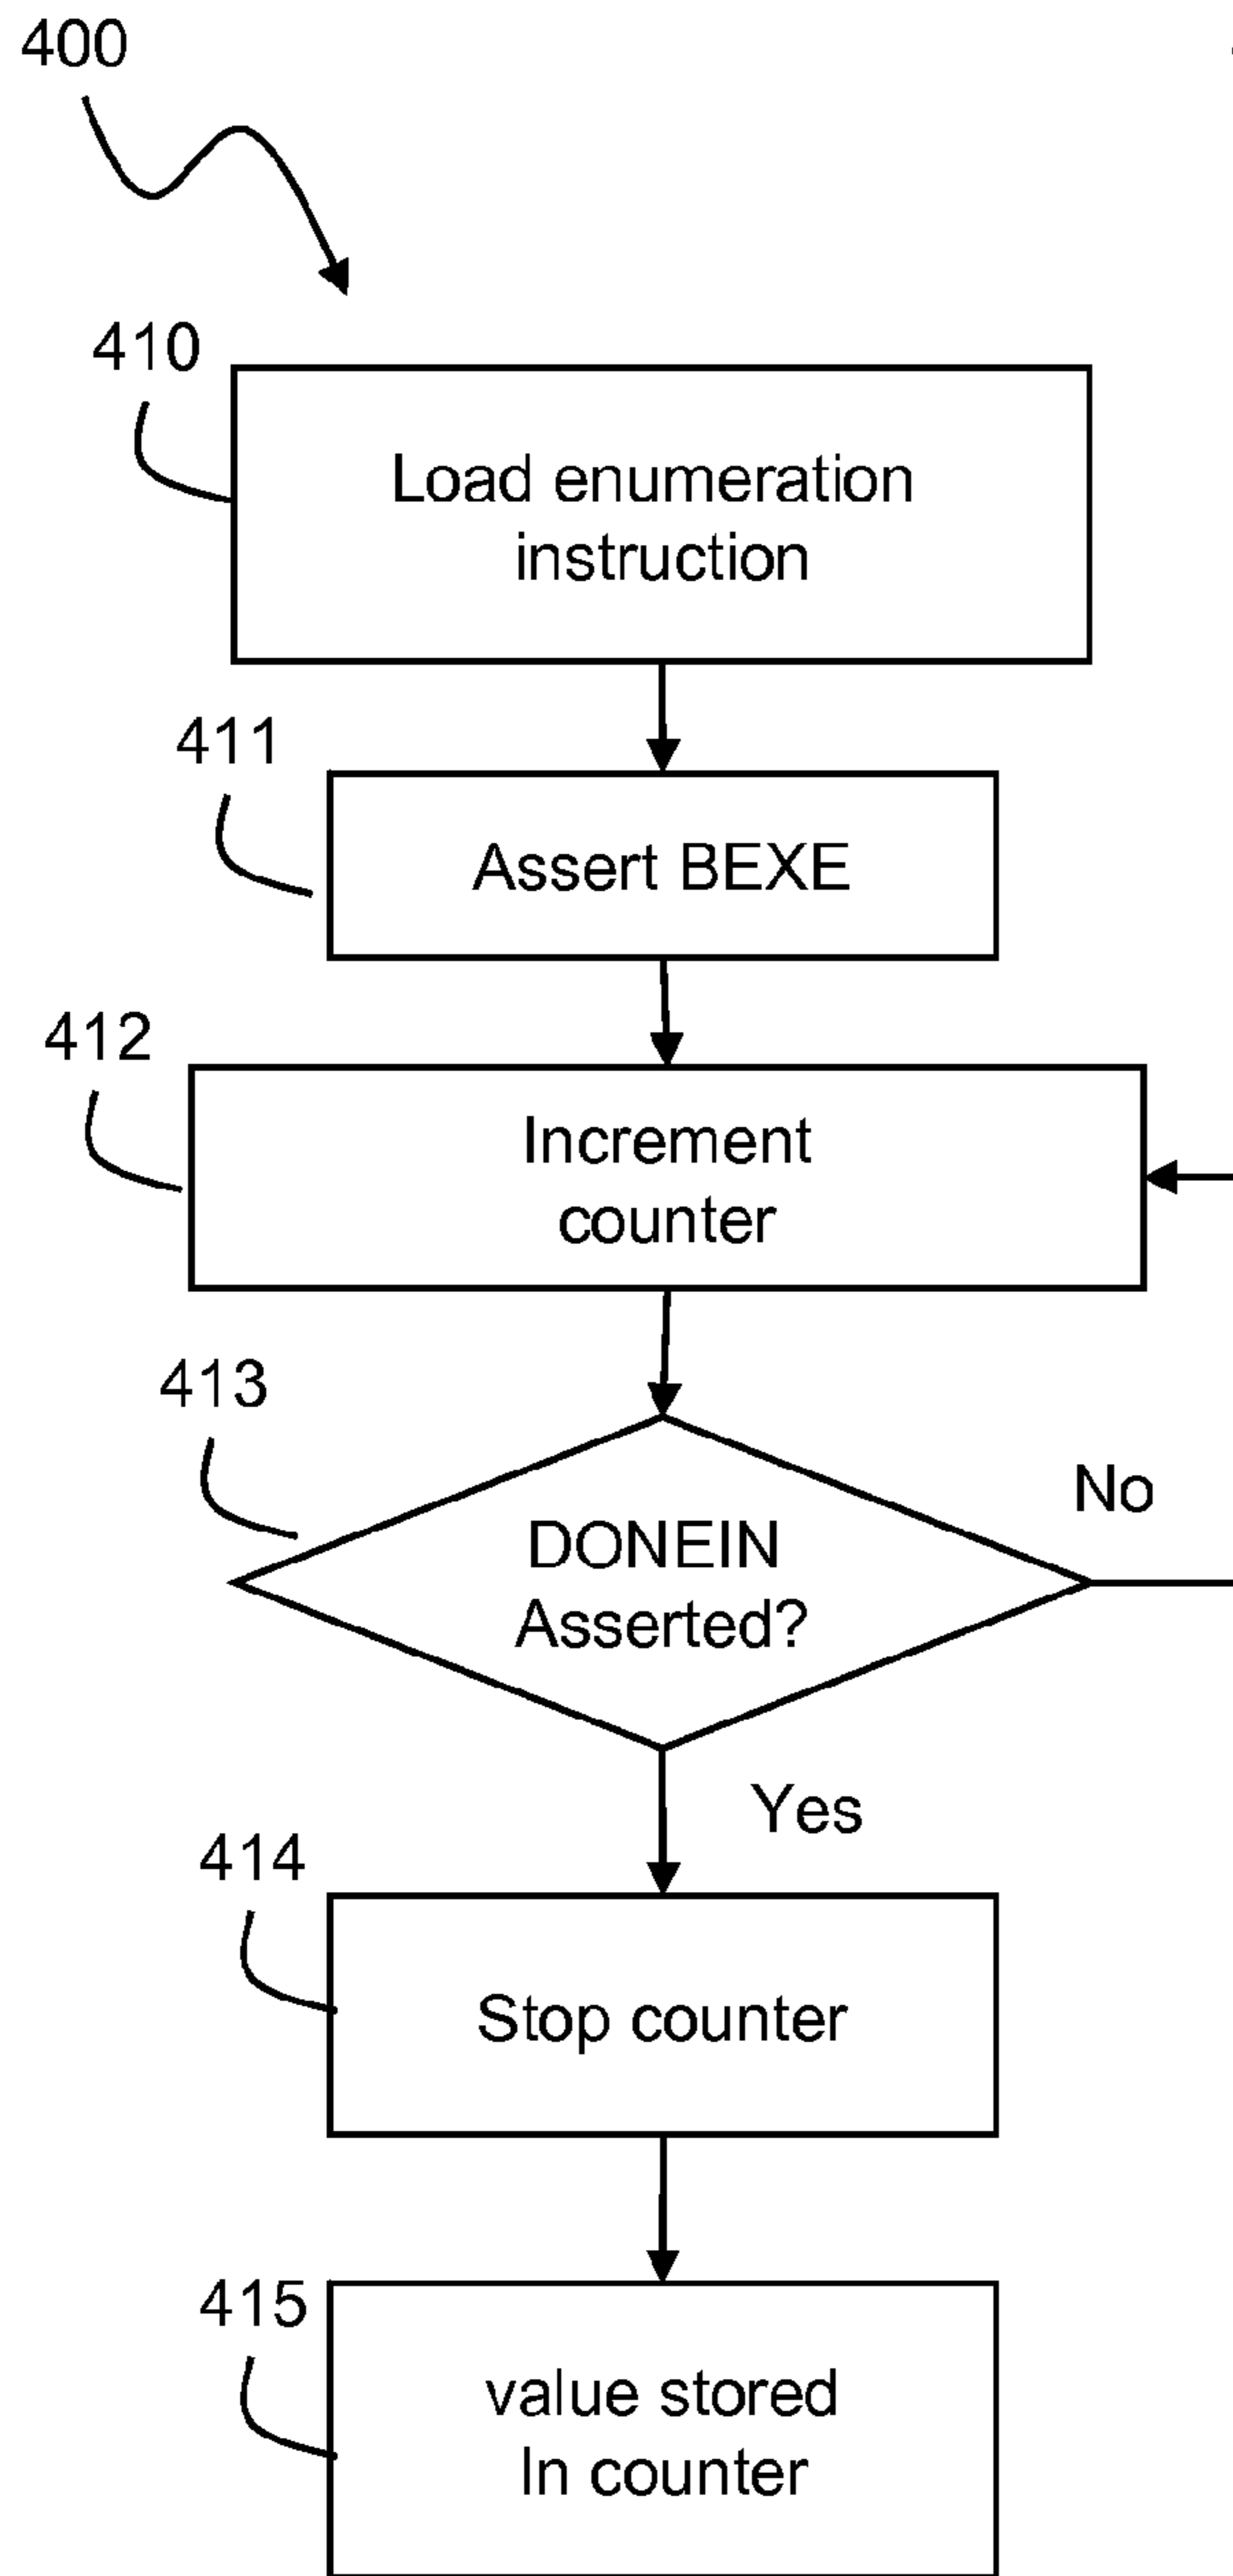 400
410
Load enumeration
instruction
411
Assert BEXE
412
Increment
counter
413
DONEIN
Asserted?
No
Yes
414
Stop counter
415
value stored
In counter